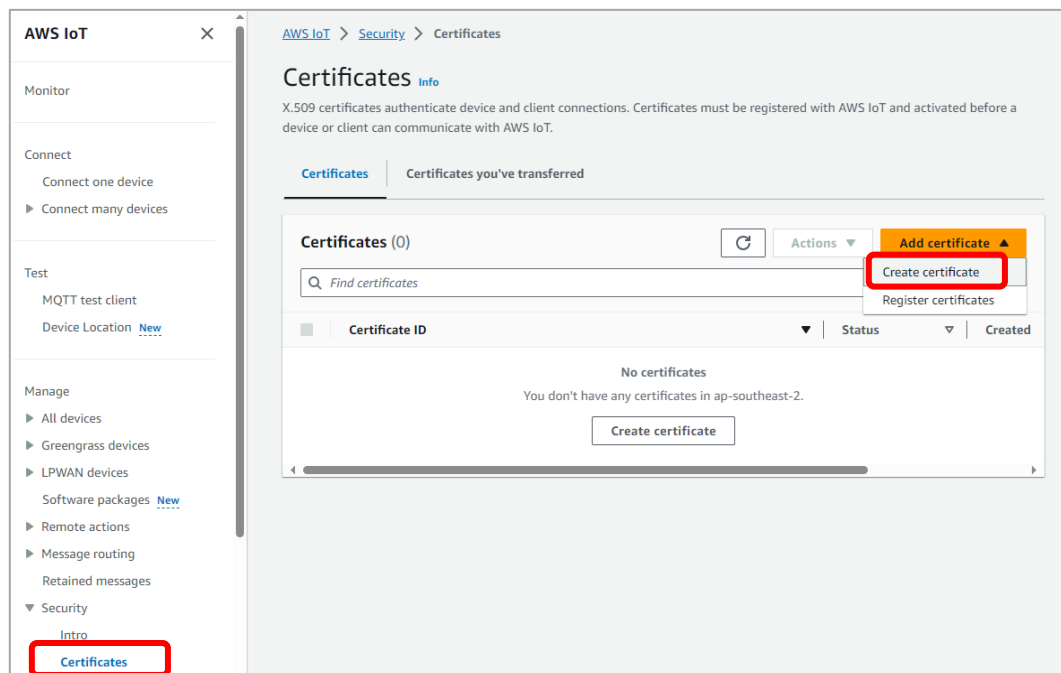 AWS IoT
Monitor
Connect
Connect one device
Connect many devices
Test
MQTT test client
Device Location New
Manage
All devices
Greengrass devices
LPWAN devices
Software packages New
Remote actions
Message routing
Retained messages
Security
Intro
Certificates
AWS IoT > Security > Certificates
Certificates Info
X.509 certificates authenticate device and client connections. Certificates must be registered with AWS IoT and activated before a
device or client can communicate with AWS IoT.
Certificates Certificates you've transferred
Certificates (0) Actions Add certificate
Create certificate
Find certificates
Register certificates
Certificate ID Status Created
No certificates
You don't have any certificates in ap-southeast-2.
Create certificate